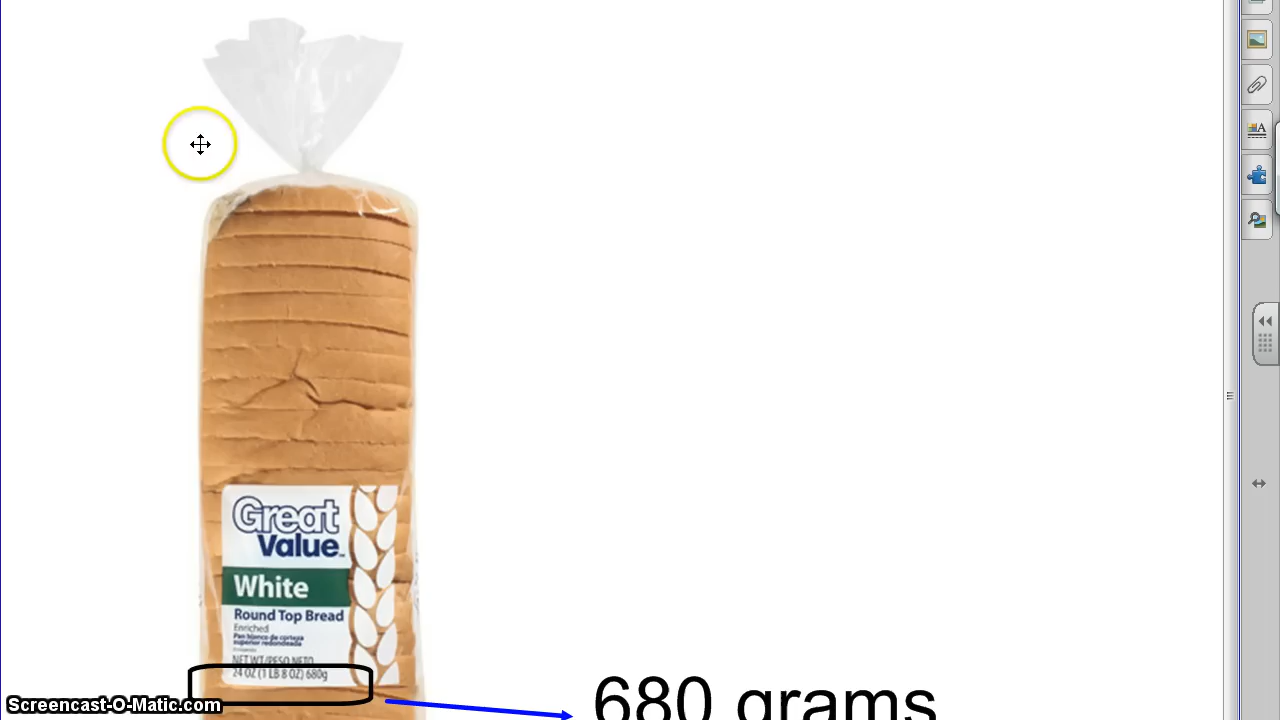 Great
Value
White
Round Top Bread
Enriched
Pan blanco de corteza
superior redondeada
NET WT/PESO NETO
24 OZ (1 LB 8 OZ) 680g
680 grams
Screencast-O-Matic.com